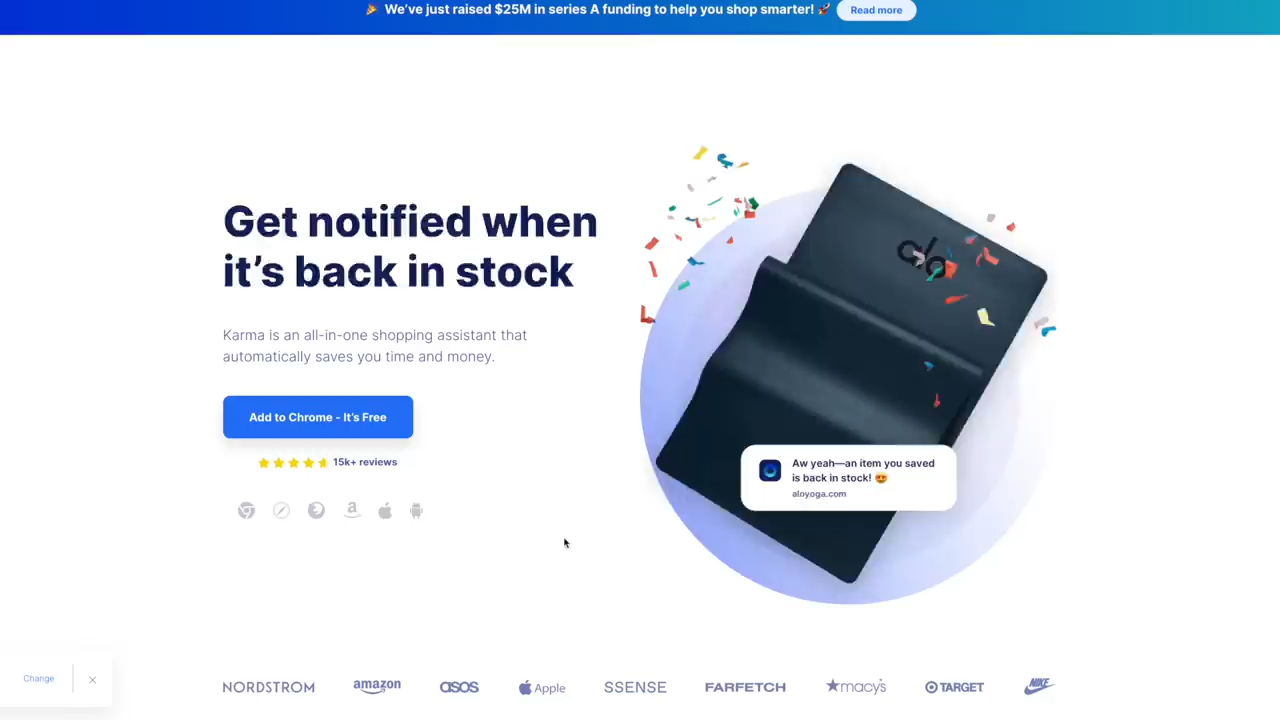 🎉 We've just raised $25M in series A funding to help you shop smarter! 🚀 Read more
Get notified when
it's back in stock
Karma is an all-in-one shopping assistant that
automatically saves you time and money.
Add to Chrome - It's Free
15k+ reviews
alo
Aw yeah—an item you saved
is back in stock! 😍
aloyoga.com
Change
NORDSTROM amazon asos Apple SSENSE FARFETCH macy's TARGET NIKE